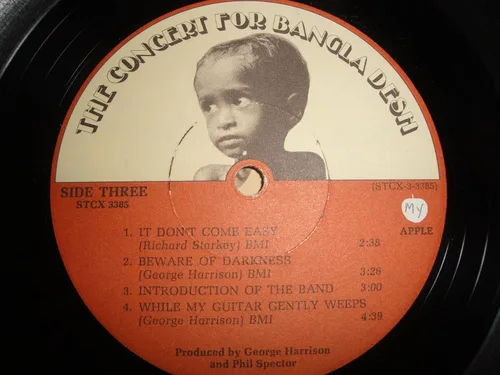 THE CONCERT FOR BANGLA DESH
SIDE THREE
STCX 3385
(STCX-3-3385)
MY
APPLE
1. IT DON'T COME EASY
(Richard Starkey) BMI 2:38
2. BEWARE OF DARKNESS
(George Harrison) BMI 3:26
3. INTRODUCTION OF THE BAND 3:00
4. WHILE MY GUITAR GENTLY WEEPS
(George Harrison) BMI 4:39
Produced by George Harrison
and Phil Spector